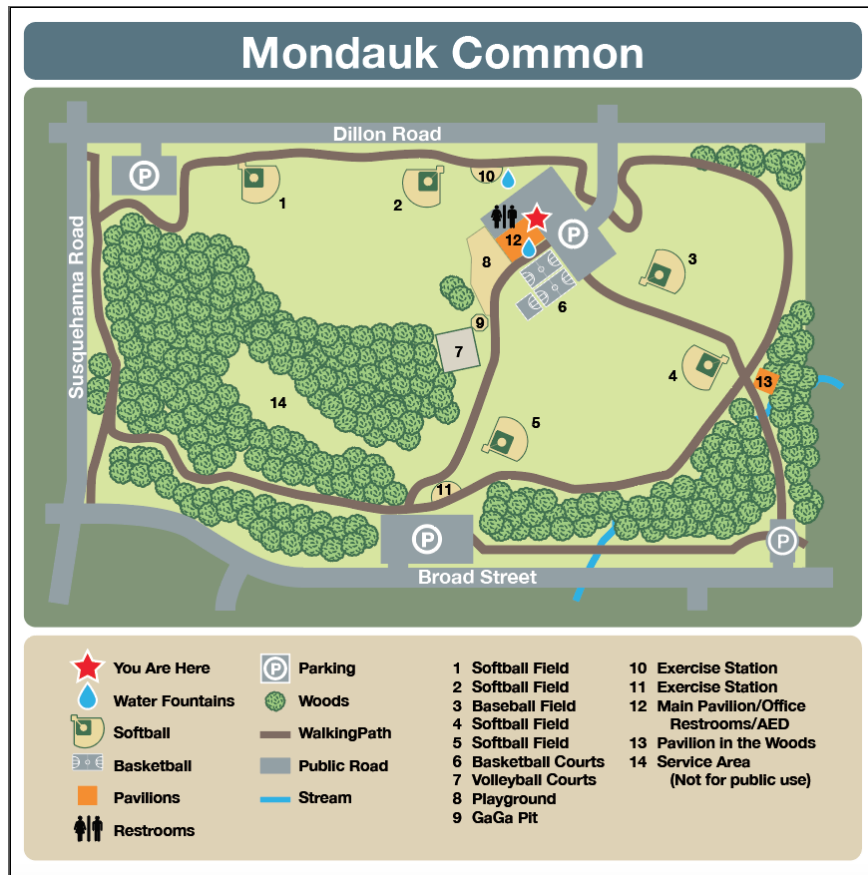 Mondauk Common
Dillon Road
P
10
1
2
12
P
3
Susquehanna Road
8
6
9
7
4
13
14
5
11
P
P
Broad Street
You Are Here
Water Fountains
Softball
Basketball
Pavilions
Restrooms
P Parking
Woods
WalkingPath
Public Road
Stream
1 Softball Field
2 Softball Field
3 Baseball Field
4 Softball Field
5 Softball Field
6 Basketball Courts
7 Volleyball Courts
8 Playground
9 GaGa Pit
10 Exercise Station
11 Exercise Station
12 Main Pavilion/Office
Restrooms/AED
13 Pavilion in the Woods
14 Service Area
(Not for public use)